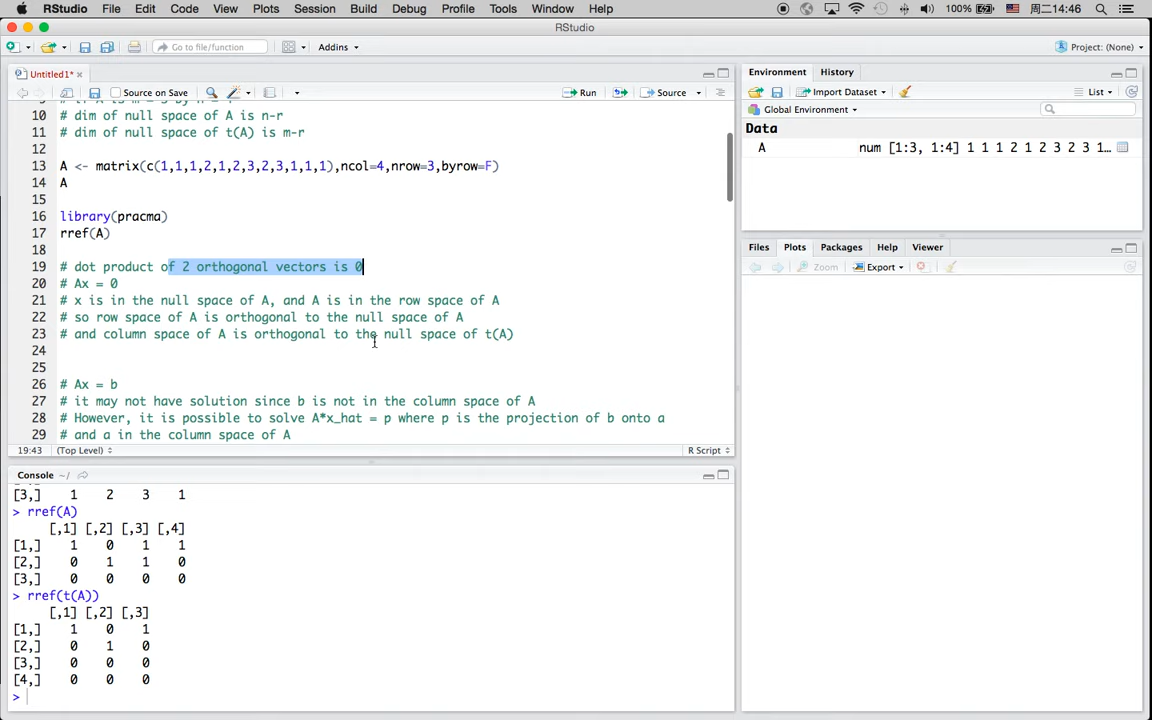 RStudio File Edit Code View Plots Session Build Debug Profile Tools Window Help 100% 周二14:46
RStudio
Go to file/function Addins Project: (None)
Untitled1*
Source on Save Run Source
10 # dim of null space of A is n-r
11 # dim of null space of t(A) is m-r
12
13 A <- matrix(c(1,1,1,2,1,2,3,2,3,1,1,1),ncol=4,nrow=3,byrow=F)
14 A
15
16 library(pracma)
17 rref(A)
18
19 # dot product of 2 orthogonal vectors is 0
20 # Ax = 0
21 # x is in the null space of A, and A is in the row space of A
22 # so row space of A is orthogonal to the null space of A
23 # and column space of A is orthogonal to the null space of t(A)
24
25
26 # Ax = b
27 # it may not have solution since b is not in the column space of A
28 # However, it is possible to solve A*x_hat = p where p is the projection of b onto a
29 # and a in the column space of A
19:43 (Top Level) R Script
Console ~/
[3,] 1 2 3 1
> rref(A)
[,1] [,2] [,3] [,4]
[1,] 1 0 1 1
[2,] 0 1 1 0
[3,] 0 0 0 0
> rref(t(A))
[,1] [,2] [,3]
[1,] 1 0 1
[2,] 0 1 0
[3,] 0 0 0
[4,] 0 0 0
>
Environment History
Import Dataset List
Global Environment
Data
A num [1:3, 1:4] 1 1 1 2 1 2 3 2 3 1…
Files Plots Packages Help Viewer
Zoom Export